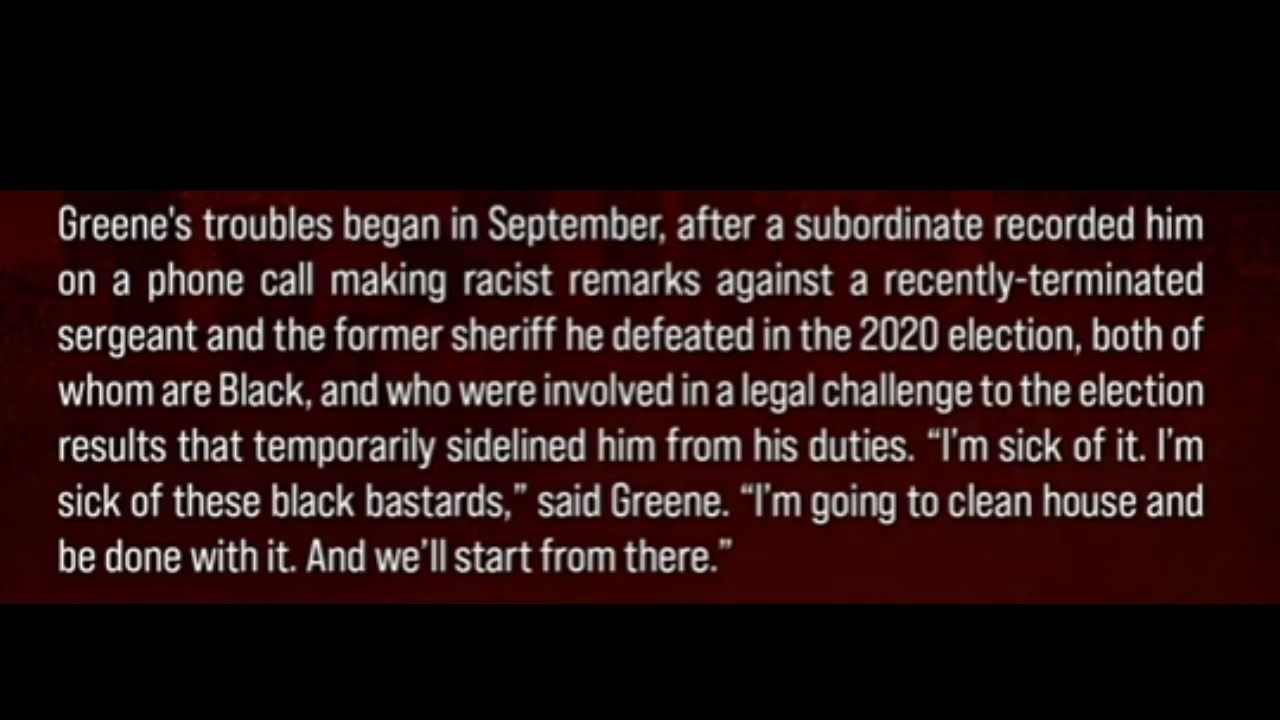 Greene's troubles began in September, after a subordinate recorded him
on a phone call making racist remarks against a recently-terminated
sergeant and the former sheriff he defeated in the 2020 election, both of
whom are Black, and who were involved in a legal challenge to the election
results that temporarily sidelined him from his duties. “I’m sick of it. I’m
sick of these black bastards,” said Greene. “I’m going to clean house and
be done with it. And we’ll start from there.”